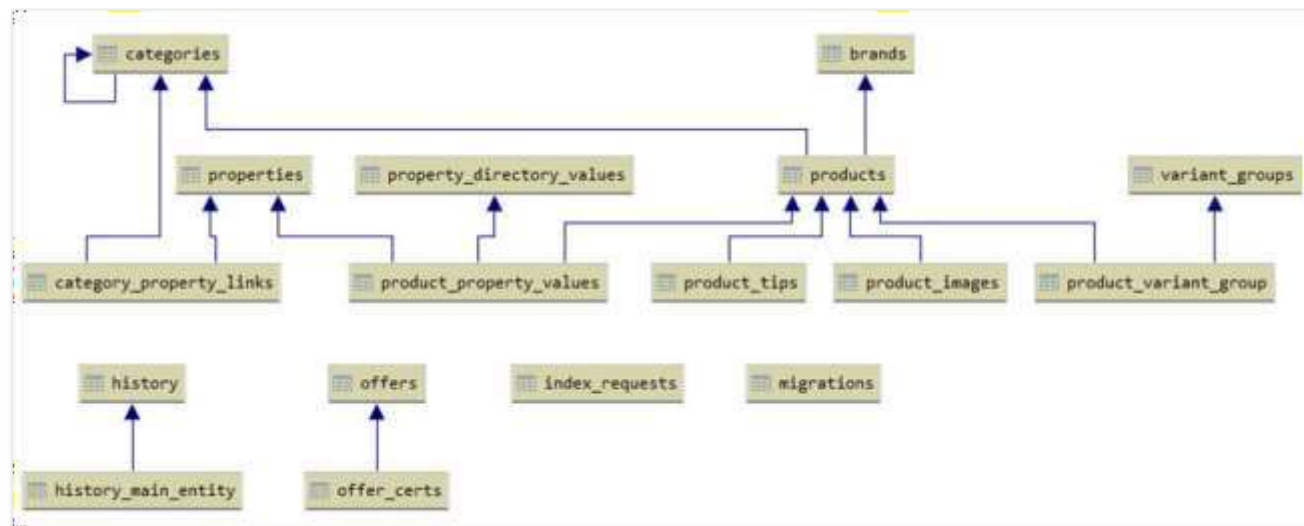 categories
brands
properties
property_directory_values
products
variant_groups
category_property_links
product_property_values
product_tips
product_images
product_variant_group
history
offers
index_requests
migrations
history_main_entity
offer_certs